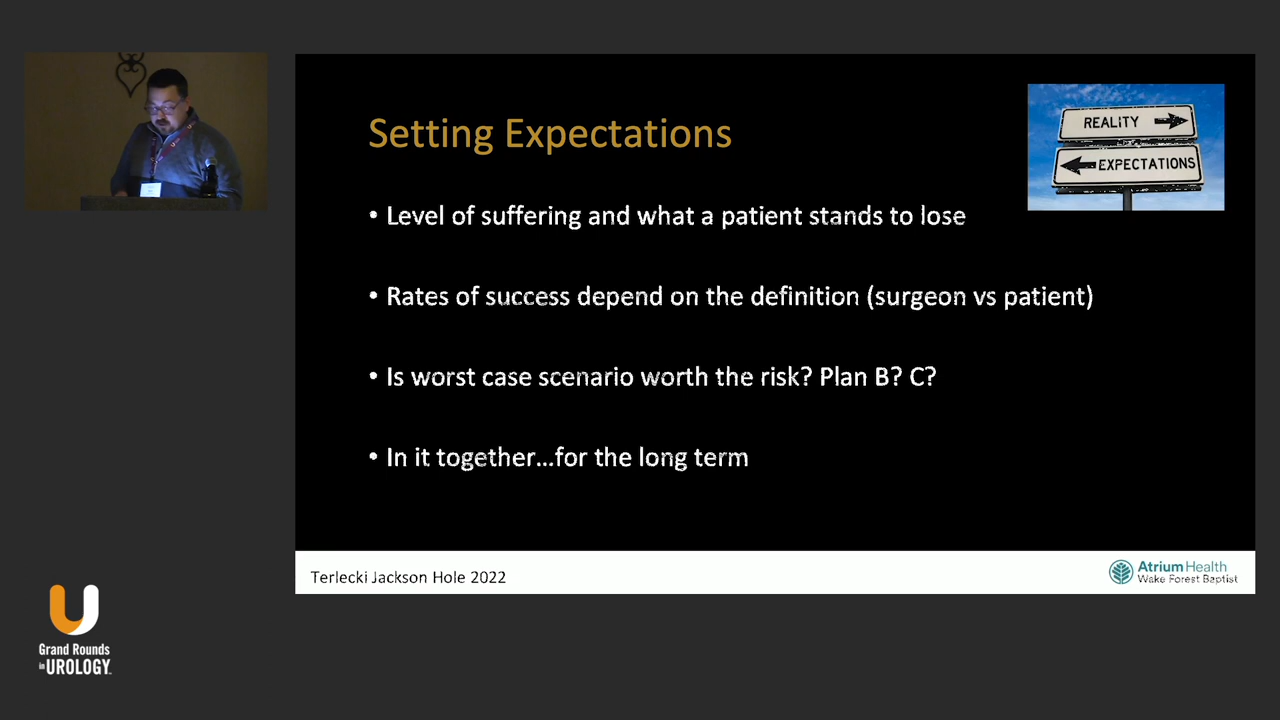 Setting Expectations
REALITY
EXPECTATIONS
• Level of suffering and what a patient stands to lose
• Rates of success depend on the definition (surgeon vs patient)
• Is worst case scenario worth the risk? Plan B? C?
• In it together…for the long term
Terlecki Jackson Hole 2022
AtriumHealth
Wake Forest Baptist
Grand Rounds
in UROLOGY